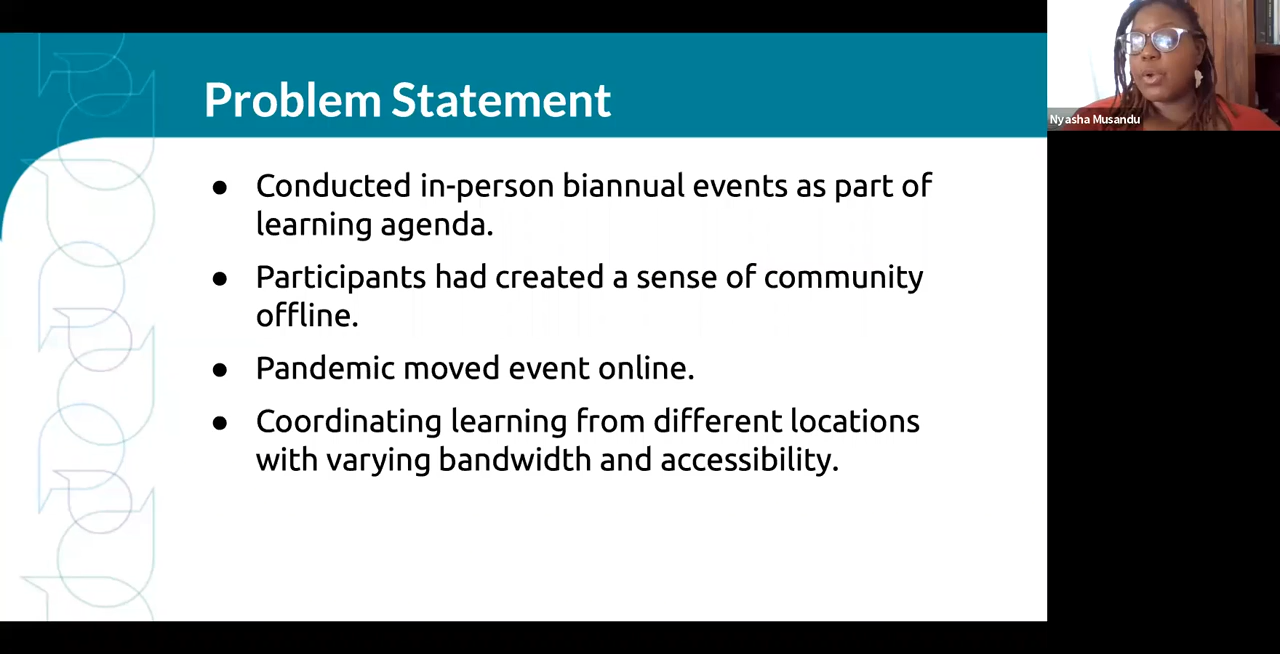 Problem Statement
● Conducted in-person biannual events as part of
learning agenda.
● Participants had created a sense of community
offline.
● Pandemic moved event online.
● Coordinating learning from different locations
with varying bandwidth and accessibility.
Nyasha Musandu